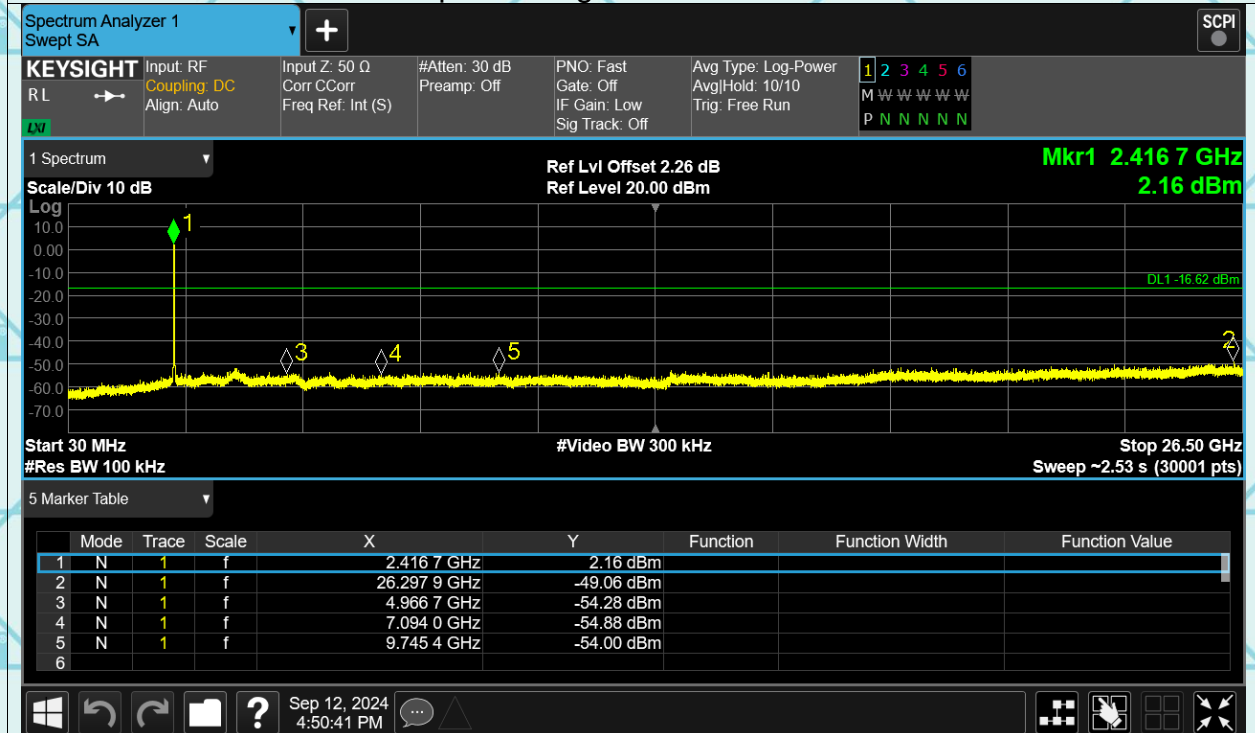 Spectrum Analyzer 1
Swept SA
+
SCPI
KEYSIGHT Input: RF Input Z: 50 Ω #Atten: 30 dB PNO: Fast Avg Type: Log-Power 1 2 3 4 5 6
RL Coupling: DC Corr CCorr Preamp: Off Gate: Off Avg|Hold: 10/10 M W W W W W
Align: Auto Freq Ref: Int (S) IF Gain: Low Trig: Free Run P N N N N N
LXI Sig Track: Off
1 Spectrum Ref Lvl Offset 2.26 dB Mkr1 2.416 7 GHz
Scale/Div 10 dB Ref Level 20.00 dBm 2.16 dBm
Log
1
10.0
0.00
-10.0
DL1 -16.62 dBm
-20.0
-30.0
-40.0
3 4 5 2
-50.0
-60.0
-70.0
Start 30 MHz #Video BW 300 kHz Stop 26.50 GHz
#Res BW 100 kHz Sweep ~2.53 s (30001 pts)
5 Marker Table
Mode Trace Scale X Y Function Function Width Function Value
1 N 1 f 2.416 7 GHz 2.16 dBm
2 N 1 f 26.297 9 GHz -49.06 dBm
3 N 1 f 4.966 7 GHz -54.28 dBm
4 N 1 f 7.094 0 GHz -54.88 dBm
5 N 1 f 9.745 4 GHz -54.00 dBm
6
? Sep 12, 2024
4:50:41 PM